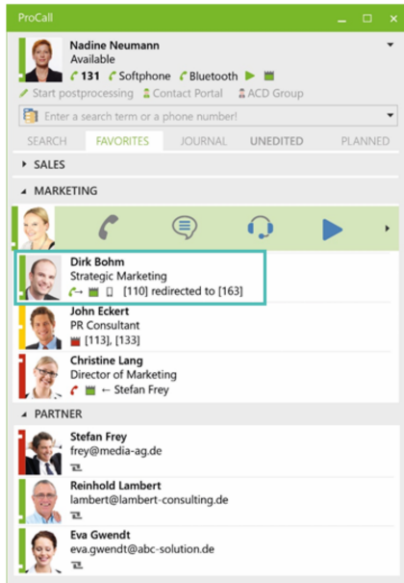 ProCall
Nadine Neumann
Available
131 Softphone Bluetooth
Start postprocessing Contact Portal ACD Group
Enter a search term or a phone number!
SEARCH FAVORITES JOURNAL UNEDITED PLANNED
SALES
MARKETING
Dirk Bohm
Strategic Marketing
[110] redirected to [163]
John Eckert
PR Consultant
[113], [133]
Christine Lang
Director of Marketing
← Stefan Frey
PARTNER
Stefan Frey
frey@media-ag.de
Reinhold Lambert
lambert@lambert-consulting.de
Eva Gwendt
eva.gwendt@abc-solution.de